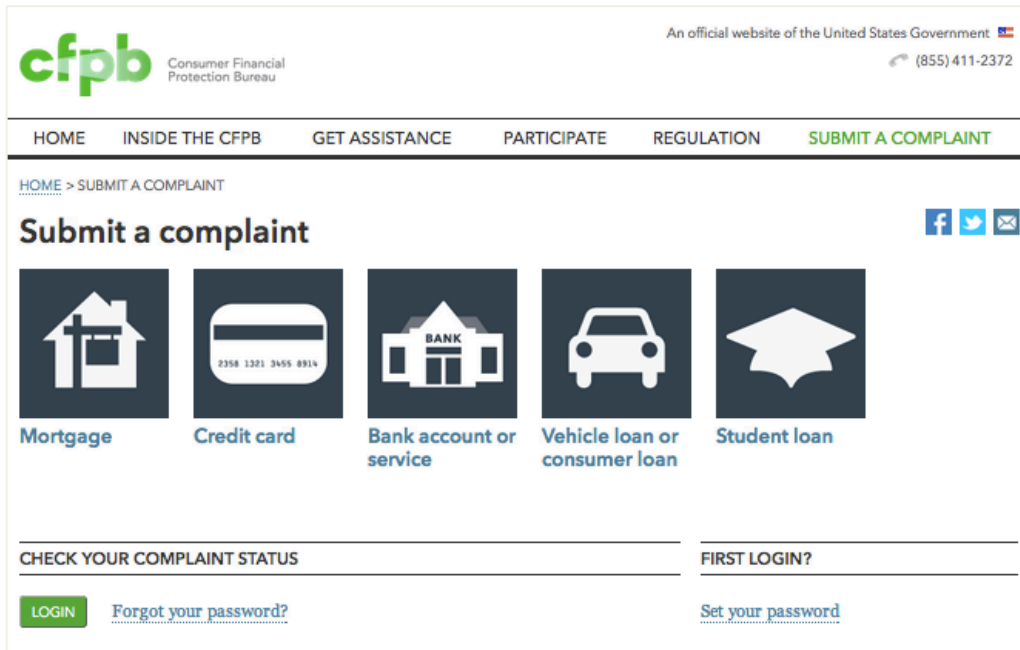 An official website of the United States Government
cfpb Consumer Financial
Protection Bureau
(855) 411-2372
HOME INSIDE THE CFPB GET ASSISTANCE PARTICIPATE REGULATION SUBMIT A COMPLAINT
HOME > SUBMIT A COMPLAINT
Submit a complaint
BANK
2358 1321 3455 8914
Mortgage
Credit card
Bank account or
service
Vehicle loan or
consumer loan
Student loan
CHECK YOUR COMPLAINT STATUS
LOGIN Forgot your password?
FIRST LOGIN?
Set your password